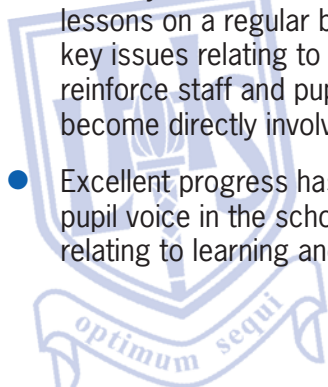 lessons on a regular b
key issues relating to
reinforce staff and pup
become directly involv
Excellent progress has
pupil voice in the scho
relating to learning an
LHS
optimum sequi